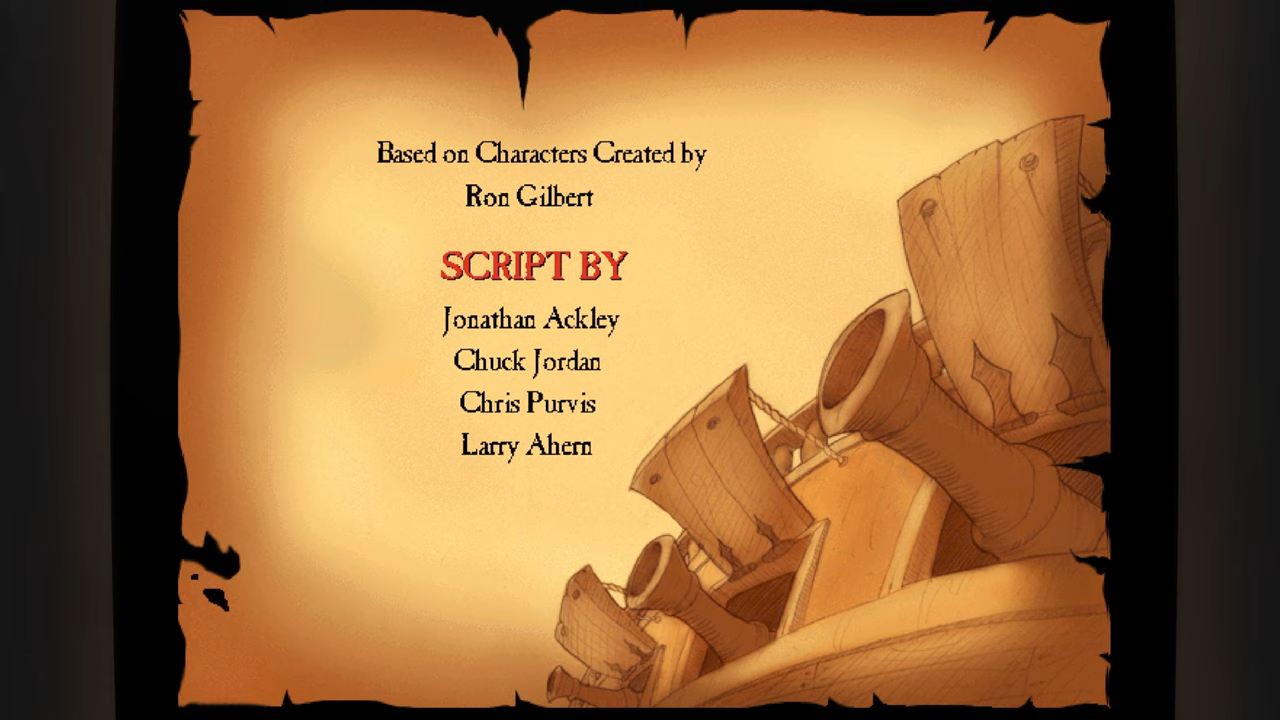 Based on Characters Created by
Ron Gilbert
SCRIPT BY
Jonathan Ackley
Chuck Jordan
Chris Purvis
Larry Ahern